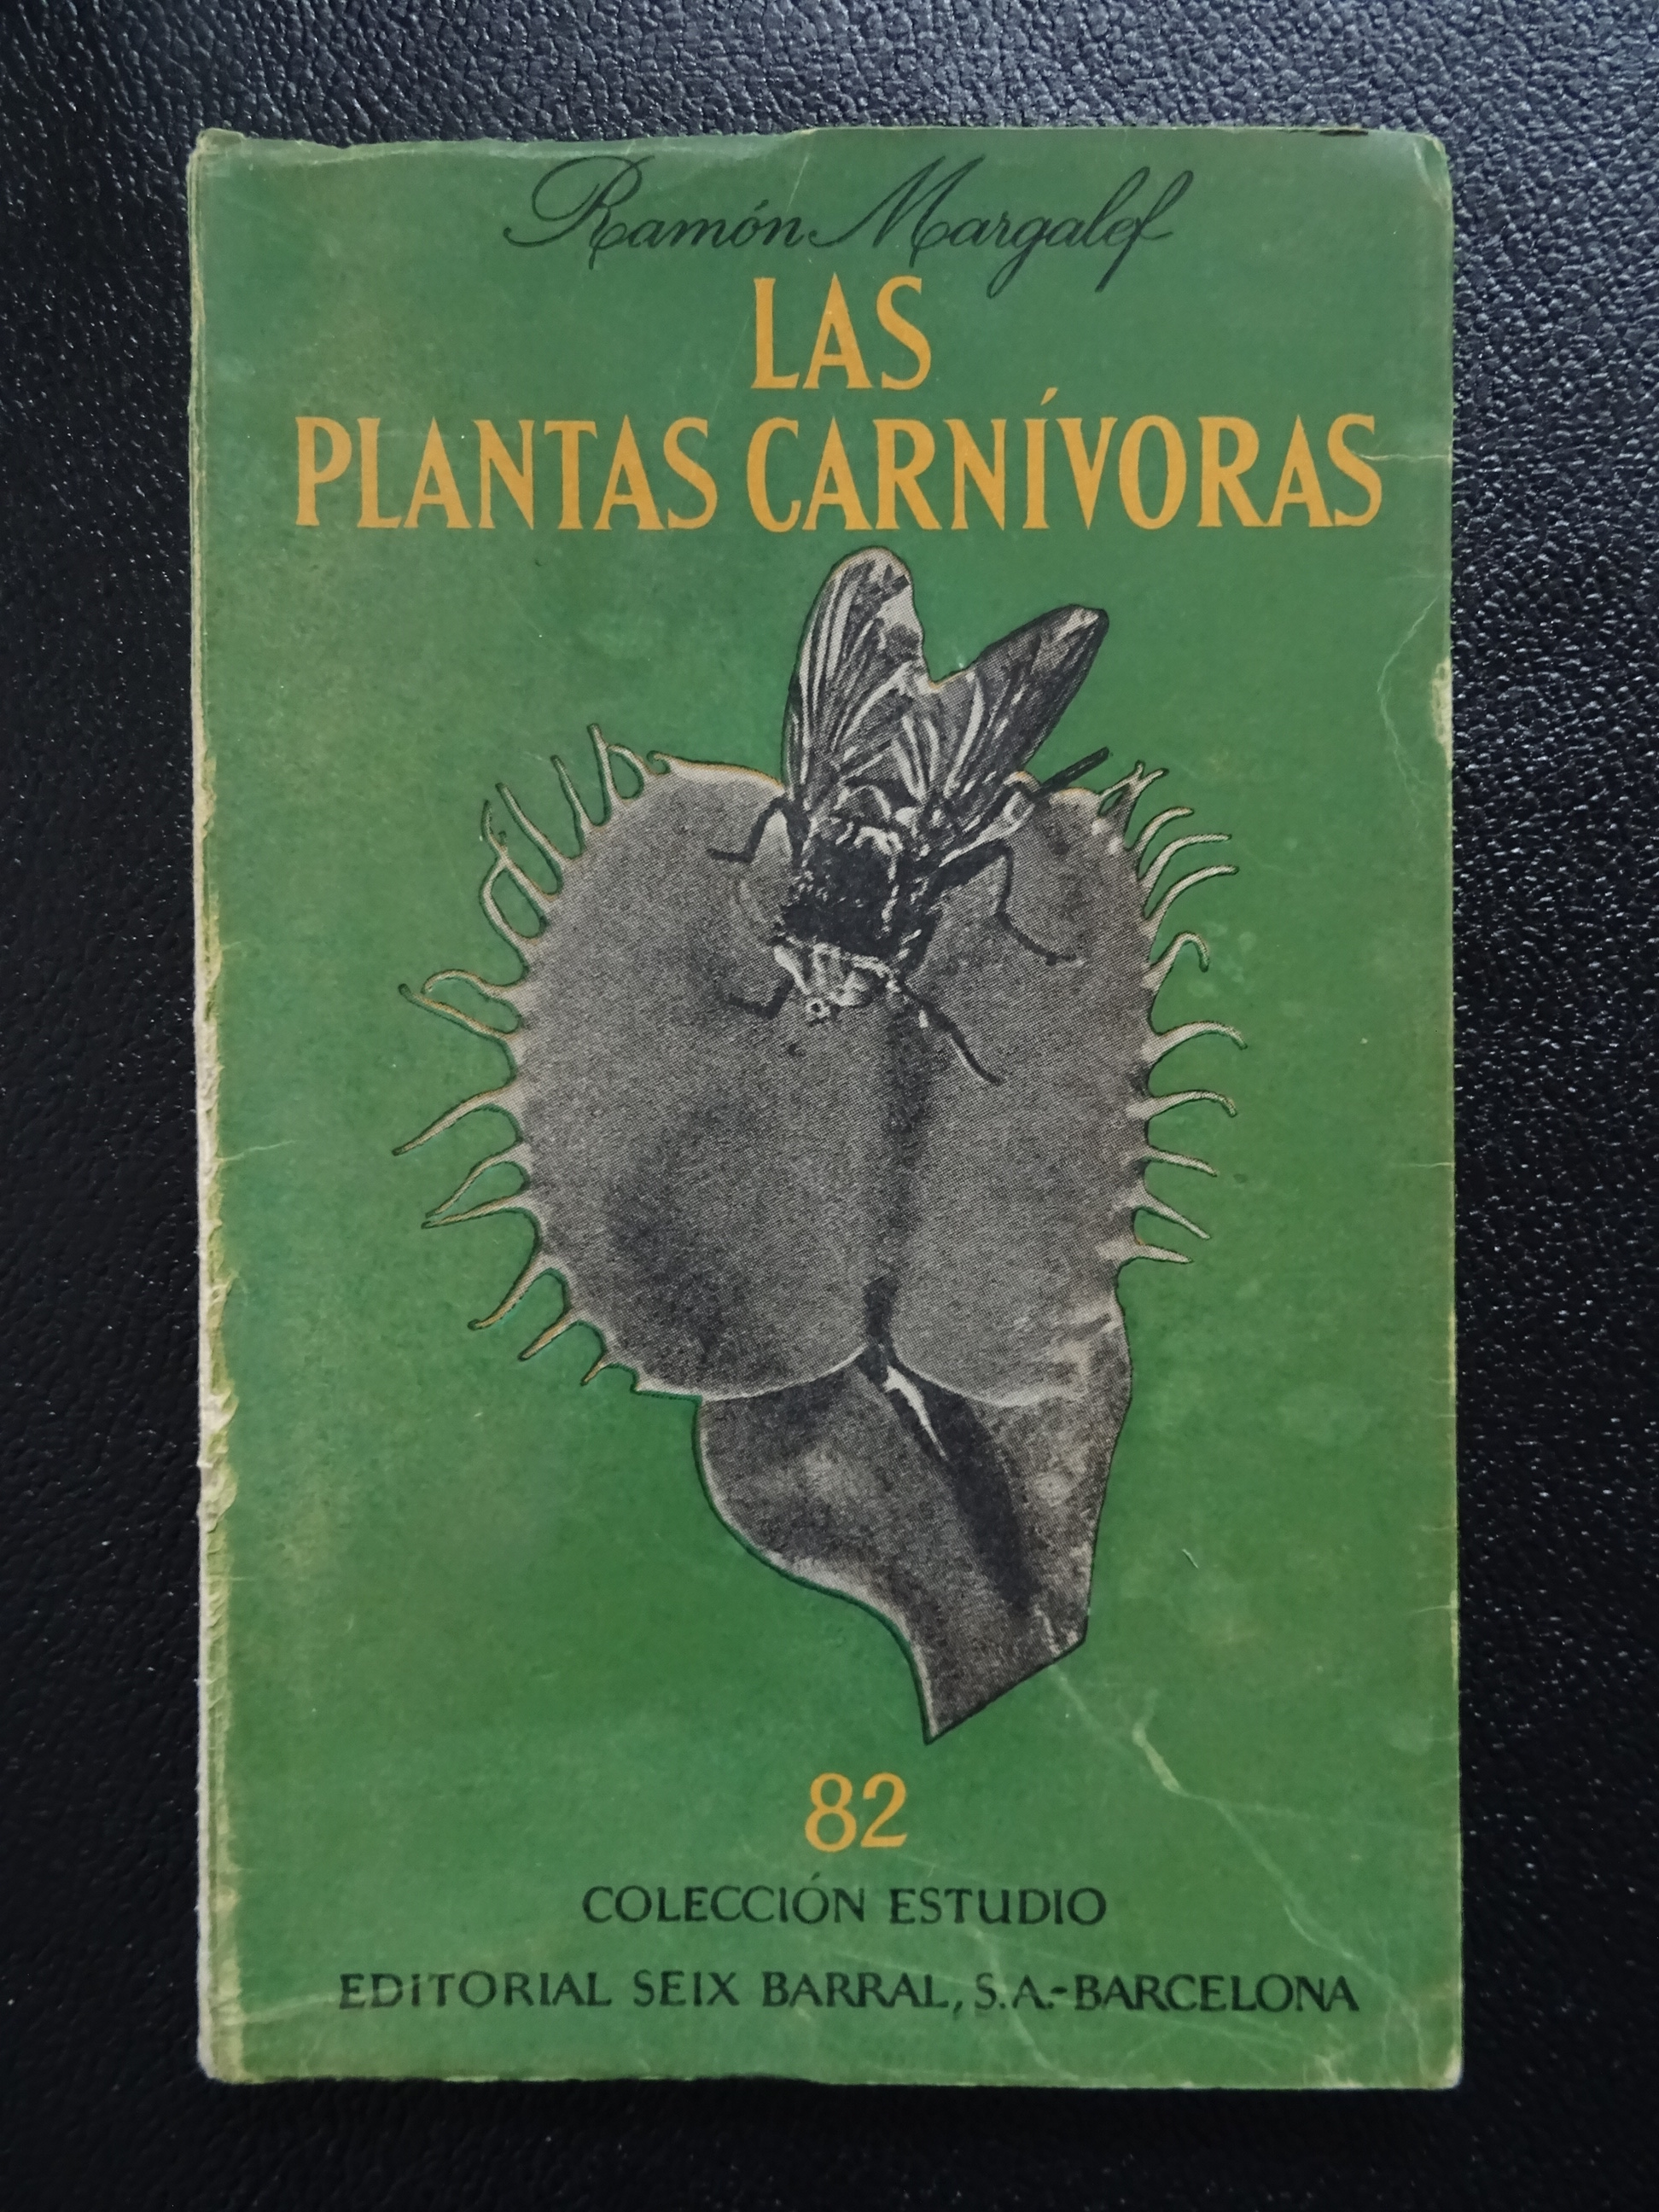 Ramón Margalef
LAS
PLANTAS CARNÍVORAS
82
COLECCIÓN ESTUDIO
EDITORIAL SEIX BARRAL, S.A.-BARCELONA